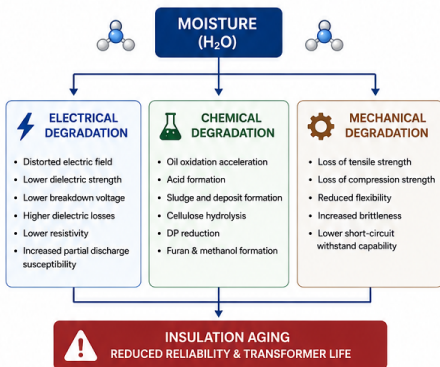 MOISTURE
(H₂O)
ELECTRICAL
DEGRADATION
• Distorted electric field
• Lower dielectric strength
• Lower breakdown voltage
• Higher dielectric losses
• Lower resistivity
• Increased partial discharge
susceptibility
CHEMICAL
DEGRADATION
• Oil oxidation acceleration
• Acid formation
• Sludge and deposit formation
• Cellulose hydrolysis
• DP reduction
• Furan & methanol formation
MECHANICAL
DEGRADATION
• Loss of tensile strength
• Loss of compression strength
• Reduced flexibility
• Increased brittleness
• Lower short-circuit
withstand capability
INSULATION AGING
REDUCED RELIABILITY & TRANSFORMER LIFE